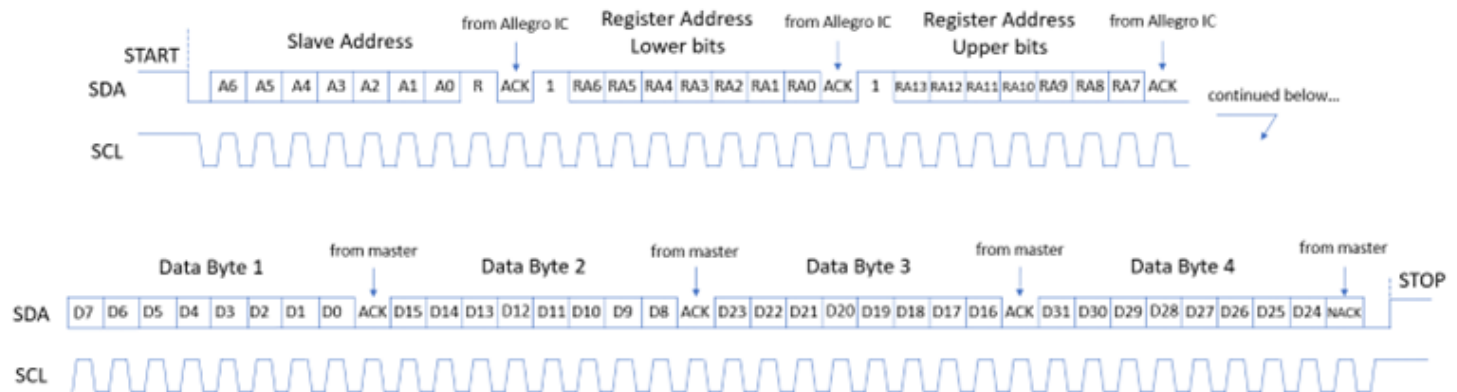 from Allegro IC Register Address from Allegro IC Register Address from Allegro IC
Slave Address Lower bits Upper bits
START
SDA A6 A5 A4 A3 A2 A1 A0 R ACK 1 RA6 RA5 RA4 RA3 RA2 RA1 RA0 ACK 1 RA13 RA12 RA11 RA10 RA9 RA8 RA7 ACK
continued below...
SCL
from master from master from master from master
Data Byte 1 Data Byte 2 Data Byte 3 Data Byte 4
STOP
SDA D7 D6 D5 D4 D3 D2 D1 D0 ACK D15 D14 D13 D12 D11 D10 D9 D8 ACK D23 D22 D21 D20 D19 D18 D17 D16 ACK D31 D30 D29 D28 D27 D26 D25 D24 NACK
SCL